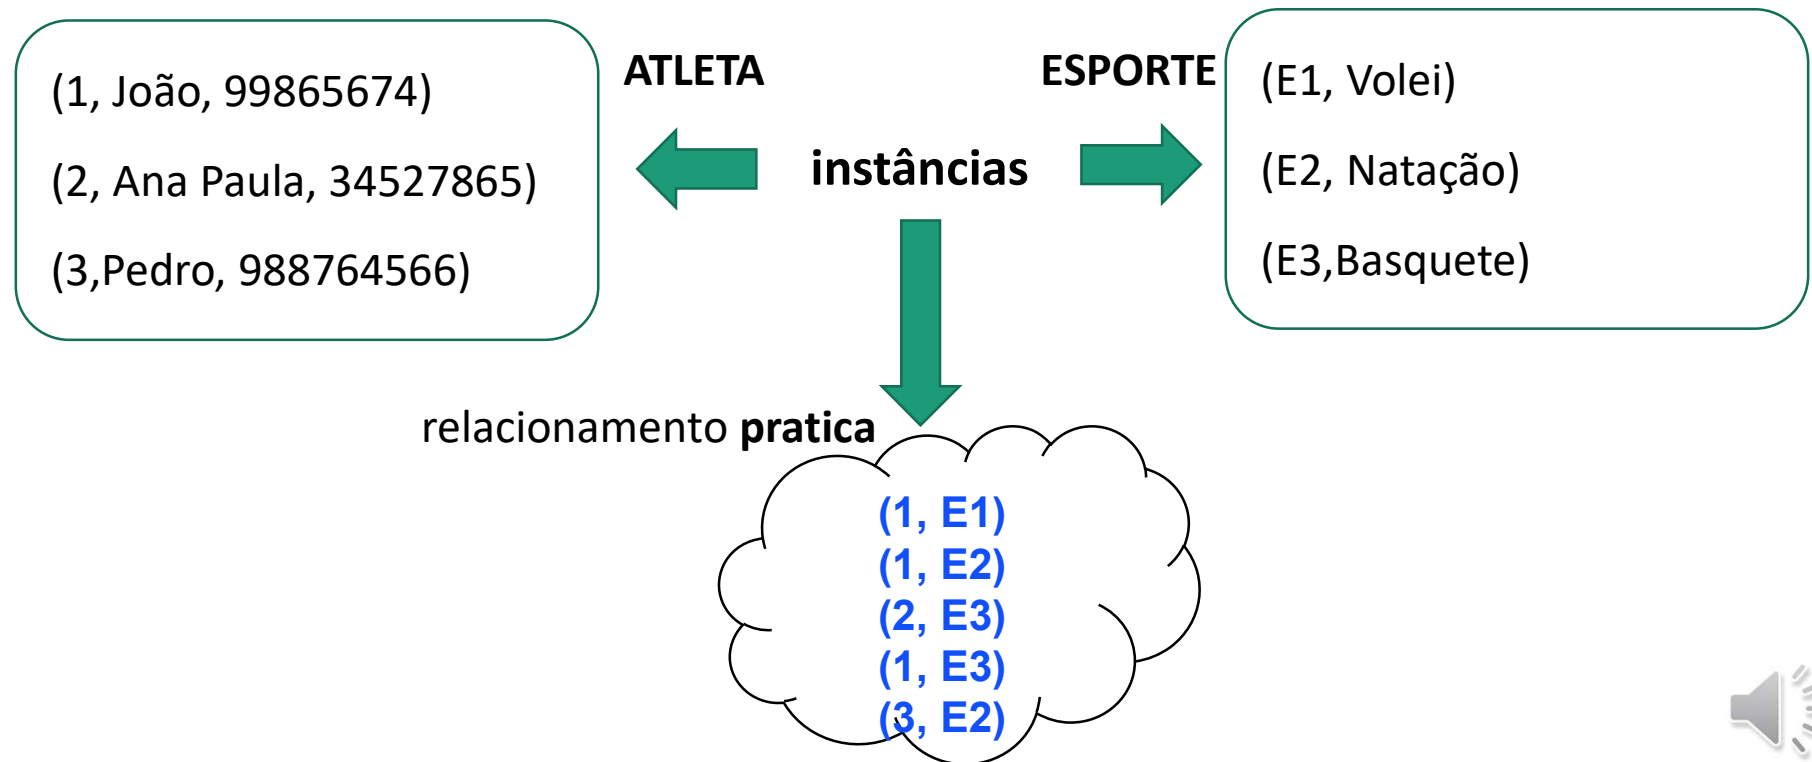 ATLETA
(1, João, 99865674)
(2, Ana Paula, 34527865)
(3,Pedro, 988764566)
instâncias
ESPORTE
(E1, Volei)
(E2, Natação)
(E3,Basquete)
relacionamento pratica
(1, E1)
(1, E2)
(2, E3)
(1, E3)
(3, E2)